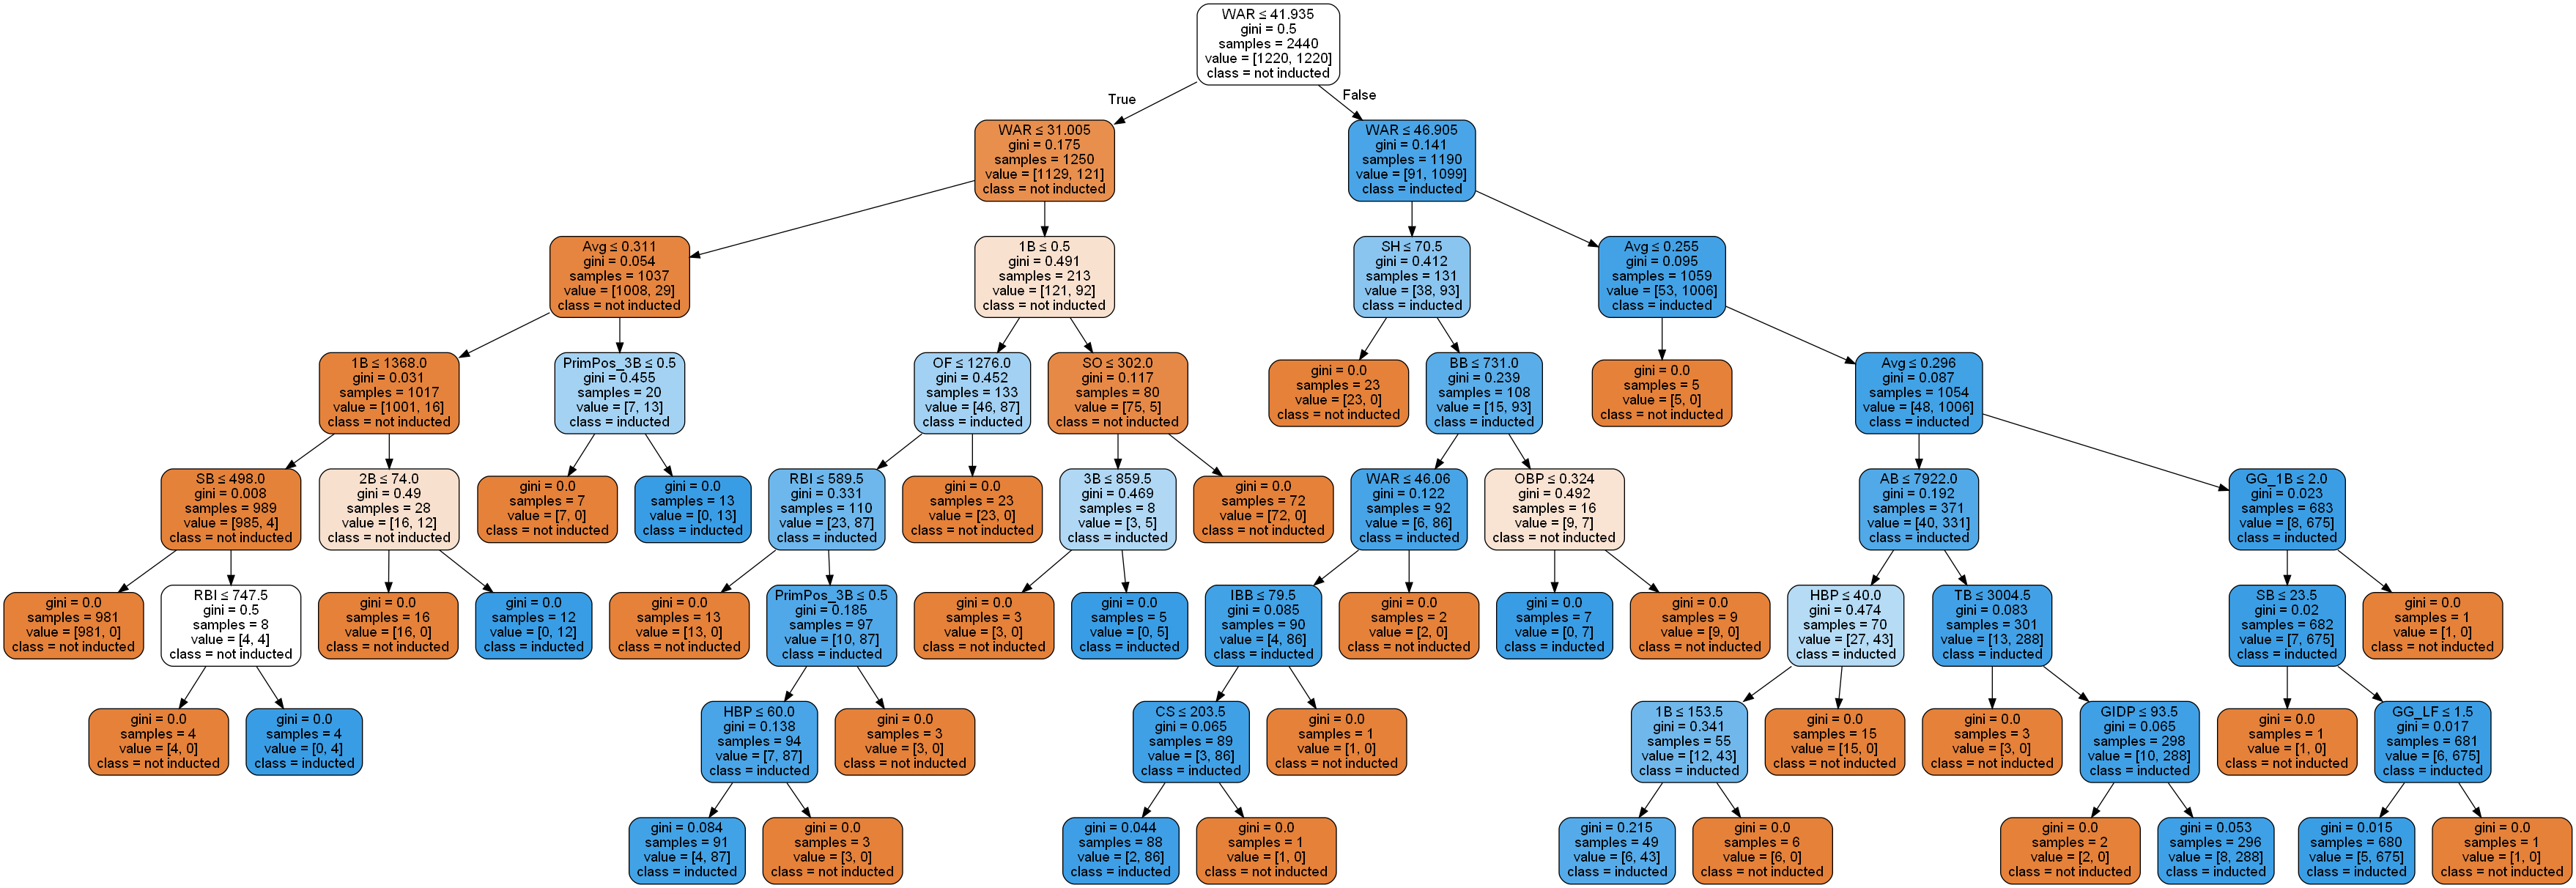 WAR ≤ 41.935
gini = 0.5
samples = 2440
value = [1220, 1220]
class = not inducted
True
False
WAR ≤ 31.005
gini = 0.175
samples = 1250
value = [1129, 121]
class = not inducted
WAR ≤ 46.905
gini = 0.141
samples = 1190
value = [91, 1099]
class = inducted
Avg ≤ 0.311
gini = 0.054
samples = 1037
value = [1008, 29]
class = not inducted
1B ≤ 0.5
gini = 0.491
samples = 213
value = [121, 92]
class = not inducted
SH ≤ 70.5
gini = 0.412
samples = 131
value = [38, 93]
class = inducted
Avg ≤ 0.255
gini = 0.095
samples = 1059
value = [53, 1006]
class = inducted
1B ≤ 1368.0
gini = 0.031
samples = 1017
value = [1001, 16]
class = not inducted
PrimPos_3B ≤ 0.5
gini = 0.455
samples = 20
value = [7, 13]
class = inducted
OF ≤ 1276.0
gini = 0.452
samples = 133
value = [46, 87]
class = inducted
SO ≤ 302.0
gini = 0.117
samples = 80
value = [75, 5]
class = not inducted
gini = 0.0
samples = 23
value = [23, 0]
class = not inducted
BB ≤ 731.0
gini = 0.239
samples = 108
value = [15, 93]
class = inducted
gini = 0.0
samples = 5
value = [5, 0]
class = not inducted
Avg ≤ 0.296
gini = 0.087
samples = 1054
value = [48, 1006]
class = inducted
SB ≤ 498.0
gini = 0.008
samples = 989
value = [985, 4]
class = not inducted
2B ≤ 74.0
gini = 0.49
samples = 28
value = [16, 12]
class = not inducted
gini = 0.0
samples = 7
value = [7, 0]
class = not inducted
gini = 0.0
samples = 13
value = [0, 13]
class = inducted
RBI ≤ 589.5
gini = 0.331
samples = 110
value = [23, 87]
class = inducted
gini = 0.0
samples = 23
value = [23, 0]
class = not inducted
3B ≤ 859.5
gini = 0.469
samples = 8
value = [3, 5]
class = inducted
gini = 0.0
samples = 72
value = [72, 0]
class = not inducted
WAR ≤ 46.06
gini = 0.122
samples = 92
value = [6, 86]
class = inducted
OBP ≤ 0.324
gini = 0.492
samples = 16
value = [9, 7]
class = not inducted
AB ≤ 7922.0
gini = 0.192
samples = 371
value = [40, 331]
class = inducted
GG_1B ≤ 2.0
gini = 0.023
samples = 683
value = [8, 675]
class = inducted
gini = 0.0
samples = 981
value = [981, 0]
class = not inducted
RBI ≤ 747.5
gini = 0.5
samples = 8
value = [4, 4]
class = not inducted
gini = 0.0
samples = 16
value = [16, 0]
class = not inducted
gini = 0.0
samples = 12
value = [0, 12]
class = inducted
gini = 0.0
samples = 13
value = [13, 0]
class = not inducted
PrimPos_3B ≤ 0.5
gini = 0.185
samples = 97
value = [10, 87]
class = inducted
gini = 0.0
samples = 3
value = [3, 0]
class = not inducted
gini = 0.0
samples = 5
value = [0, 5]
class = inducted
IBB ≤ 79.5
gini = 0.085
samples = 90
value = [4, 86]
class = inducted
gini = 0.0
samples = 2
value = [2, 0]
class = not inducted
gini = 0.0
samples = 7
value = [0, 7]
class = inducted
gini = 0.0
samples = 9
value = [9, 0]
class = not inducted
HBP ≤ 40.0
gini = 0.474
samples = 70
value = [27, 43]
class = inducted
TB ≤ 3004.5
gini = 0.083
samples = 301
value = [13, 288]
class = inducted
SB ≤ 23.5
gini = 0.02
samples = 682
value = [7, 675]
class = inducted
gini = 0.0
samples = 1
value = [1, 0]
class = not inducted
gini = 0.0
samples = 4
value = [4, 0]
class = not inducted
gini = 0.0
samples = 4
value = [0, 4]
class = inducted
HBP ≤ 60.0
gini = 0.138
samples = 94
value = [7, 87]
class = inducted
gini = 0.0
samples = 3
value = [3, 0]
class = not inducted
CS ≤ 203.5
gini = 0.065
samples = 89
value = [3, 86]
class = inducted
gini = 0.0
samples = 1
value = [1, 0]
class = not inducted
1B ≤ 153.5
gini = 0.341
samples = 55
value = [12, 43]
class = inducted
gini = 0.0
samples = 15
value = [15, 0]
class = not inducted
gini = 0.0
samples = 3
value = [3, 0]
class = not inducted
GIDP ≤ 93.5
gini = 0.065
samples = 298
value = [10, 288]
class = inducted
gini = 0.0
samples = 1
value = [1, 0]
class = not inducted
GG_LF ≤ 1.5
gini = 0.017
samples = 681
value = [6, 675]
class = inducted
gini = 0.084
samples = 91
value = [4, 87]
class = inducted
gini = 0.0
samples = 3
value = [3, 0]
class = not inducted
gini = 0.044
samples = 88
value = [2, 86]
class = inducted
gini = 0.0
samples = 1
value = [1, 0]
class = not inducted
gini = 0.215
samples = 49
value = [6, 43]
class = inducted
gini = 0.0
samples = 6
value = [6, 0]
class = not inducted
gini = 0.0
samples = 2
value = [2, 0]
class = not inducted
gini = 0.053
samples = 296
value = [8, 288]
class = inducted
gini = 0.015
samples = 680
value = [5, 675]
class = inducted
gini = 0.0
samples = 1
value = [1, 0]
class = not inducted